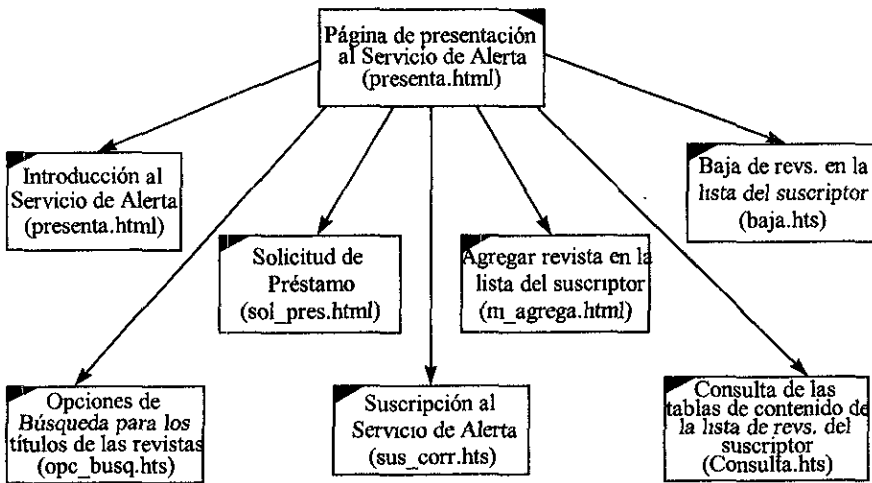 Página de presentación
al Servicio de Alerta
(presenta.html)
Introducción al
Servicio de Alerta
(presenta.html)
Baja de revs. en la
lista del suscriptor
(baja.hts)
Solicitud de
Préstamo
(sol_pres.html)
Agregar revista en la
lista del suscriptor
(m_agrega.html)
Opciones de
Búsqueda para los
títulos de las revistas
(opc_busq.hts)
Suscripción al
Servicio de Alerta
(sus_corr.hts)
Consulta de las
tablas de contenido de
la lista de revs. del
suscriptor
(Consulta.hts)